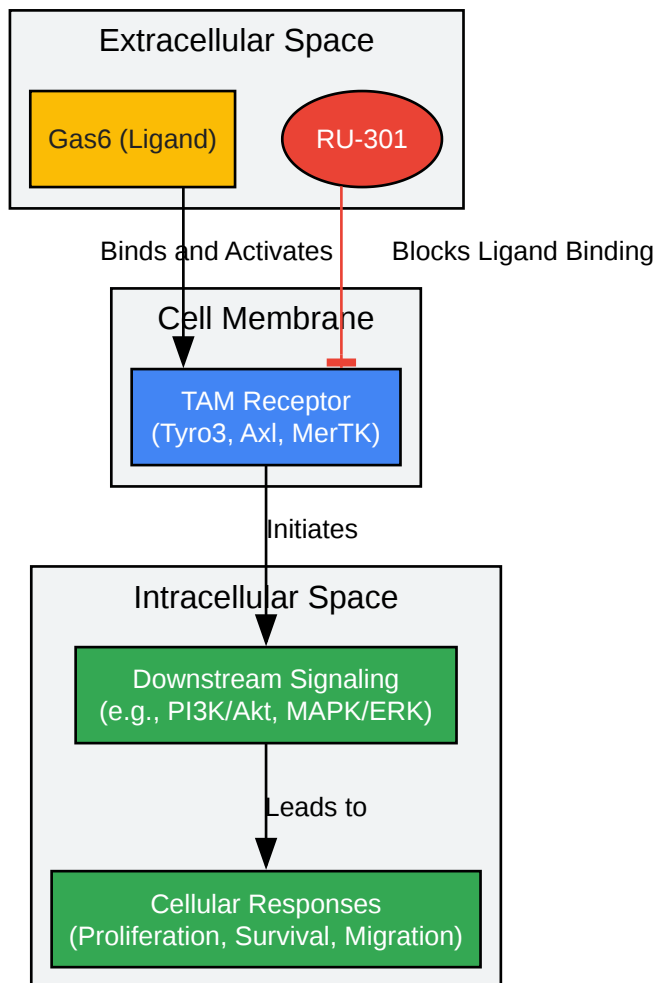 Extracellular Space
Gas6 (Ligand)
RU-301
Binds and Activates
Blocks Ligand Binding
Cell Membrane
TAM Receptor
(Tyro3, Axl, MerTK)
Initiates
Intracellular Space
Downstream Signaling
(e.g., PI3K/Akt, MAPK/ERK)
Leads to
Cellular Responses
(Proliferation, Survival, Migration)